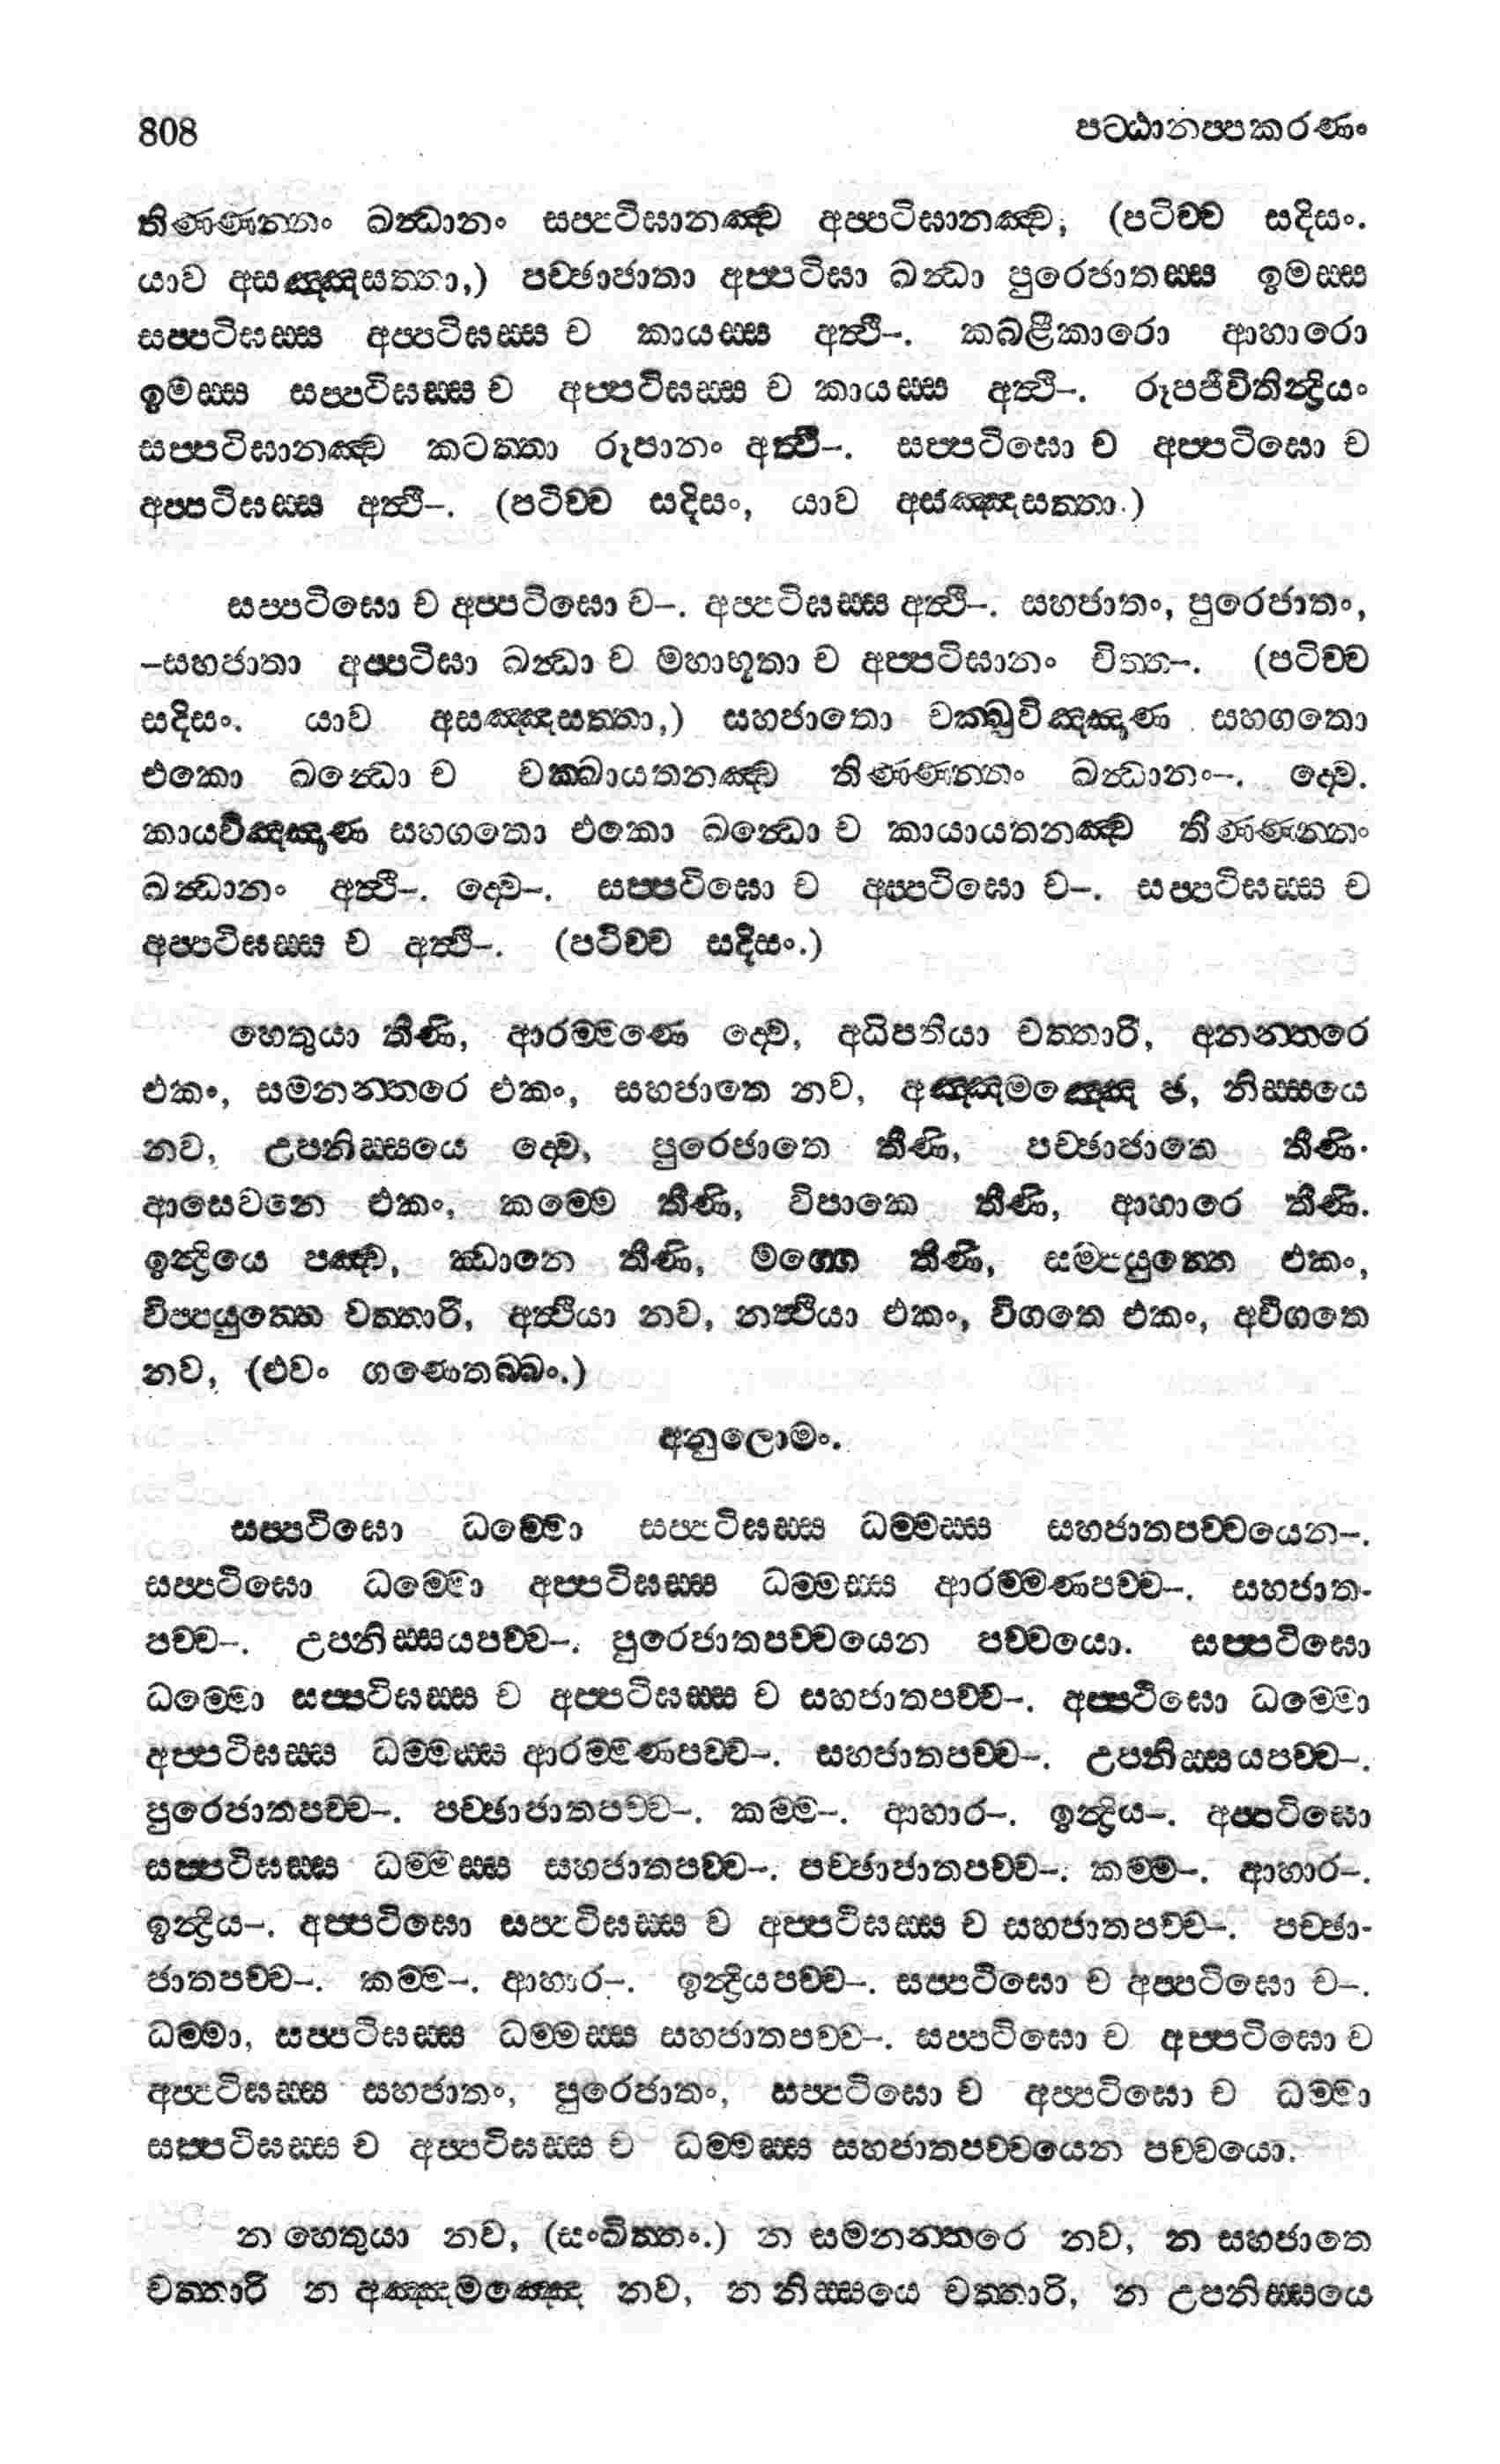 808 පට්ඨානප්පකරණං
තිණ්ණන්නං ඛන්ධානං සප්පටිඝානඤ්ච අප්පටිඝානඤ්ච, (පටිච්ච සදිසං.
යාව අසඤ්ඤසත්තා,) පච්ඡාජාතා අප්පටිඝා ඛන්ධා පුරෙජාතස්ස ඉමස්ස
සප්පටිඝස්ස අප්පටිඝස්ස ච කායස්ස අත්ථි–. කබළීකාරො ආහාරො
ඉමස්ස සප්පටිඝස්ස ච අප්පටිඝස්ස ච කායස්ස අත්ථි–. රූපජීවිතින්ද්‍රියං
සප්පටිඝානඤ්ච කටත්තා රූපානං අත්ථි–. සප්පටිඝො ච අප්පටිඝො ච
අප්පටිඝස්ස අත්ථි–. (පටිච්ච සදිසං, යාව අසඤ්ඤසත්තා.)
සප්පටිඝො ච අප්පටිඝො ච–. අප්පටිඝස්ස අත්ථි–. සහජාතං, පුරෙජාතං,
–සහජාතා අප්පටිඝා ඛන්ධා ච මහාභූතා ච අප්පටිඝානං චිත්ත–. (පටිච්ච
සදිසං. යාව අසඤ්ඤසත්තා,) සහජාතො චක්ඛුවිඤ්ඤාණ සහගතො
එකො ඛන්ධො ච චක්ඛායතනඤ්ච තිණ්ණන්නං ඛන්ධානං–. ද්වෙ.
කායවිඤ්ඤාණ සහගතො එකො ඛන්ධො ච කායායතනඤ්ච තිණ්ණන්නං
ඛන්ධානං අත්ථි–. ද්වෙ–. සප්පටිඝො ච අප්පටිඝො ච–. සප්පටිඝස්ස ච
අප්පටිඝස්ස ච අත්ථි–. (පටිච්ච සදිසං.)
හෙතුයා තීණි, ආරම්මණෙ ද්වෙ, අධිපතියා චත්තාරි, අනන්තරෙ
එකං, සමනන්තරෙ එකං, සහජාතෙ නව, අඤ්ඤමඤ්ඤෙ ඡ, නිස්සයෙ
නව, උපනිස්සයෙ ද්වෙ, පුරෙජාතෙ තීණි, පච්ඡාජාතෙ තීණි.
ආසෙවනෙ එකං, කම්මෙ තීණි, විපාකෙ තීණි, ආහාරෙ තීණි.
ඉන්ද්‍රියෙ පඤ්ච, ඣානෙ තීණි, මග්ගෙ තීණි, සම්පයුත්තෙ එකං,
විප්පයුත්තෙ චත්තාරි, අත්ථියා නව, නත්ථියා එකං, විගතෙ එකං, අවිගතෙ
නව, (එවං ගණෙතබ්බං.)
අනුලොමං.
සප්පටිඝො ධම්මො සප්පටිඝස්ස ධම්මස්ස සහජාතපච්චයෙන–.
සප්පටිඝො ධම්මො අප්පටිඝස්ස ධම්මස්ස ආරම්මණපච්ච–. සහජාත-
පච්ච–. උපනිස්සයපච්ච–. පුරෙජාතපච්චයෙන පච්චයො. සප්පටිඝො
ධම්මො සප්පටිඝස්ස ච අප්පටිඝස්ස ච සහජාතපච්ච–. අප්පටිඝො ධම්මො
අප්පටිඝස්ස ධම්මස්ස ආරම්මණපච්ච–. සහජාතපච්ච–. උපනිස්සයපච්ච–.
පුරෙජාතපච්ච–. පච්ඡාජාතපච්ච–. කම්ම–. ආහාර–. ඉන්ද්‍රිය–. අප්පටිඝො
සප්පටිඝස්ස ධම්මස්ස සහජාතපච්ච–. පච්ඡාජාතපච්ච–. කම්ම–. ආහාර–.
ඉන්ද්‍රිය–. අප්පටිඝො සප්පටිඝස්ස ච අප්පටිඝස්ස ච සහජාතපච්ච–. පච්ඡා-
ජාතපච්ච–. කම්ම–. ආහාර–. ඉන්ද්‍රියපච්ච–. සප්පටිඝො ච අප්පටිඝො ච–.
ධම්මා, සප්පටිඝස්ස ධම්මස්ස සහජාතපච්ච–. සප්පටිඝො ච අප්පටිඝො ච
අප්පටිඝස්ස සහජාතං, පුරෙජාතං, සප්පටිඝො ච අප්පටිඝො ච ධම්මා
සප්පටිඝස්ස ච අප්පටිඝස්ස ච ධම්මස්ස සහජාතපච්චයෙන පච්චයො.
න හෙතුයා නව, (සංඛිත්තං.) න සමනන්තරෙ නව, න සහජාතෙ
චත්තාරි න අඤ්ඤමඤ්ඤෙ නව, න නිස්සයෙ චත්තාරි, න උපනිස්සයෙ